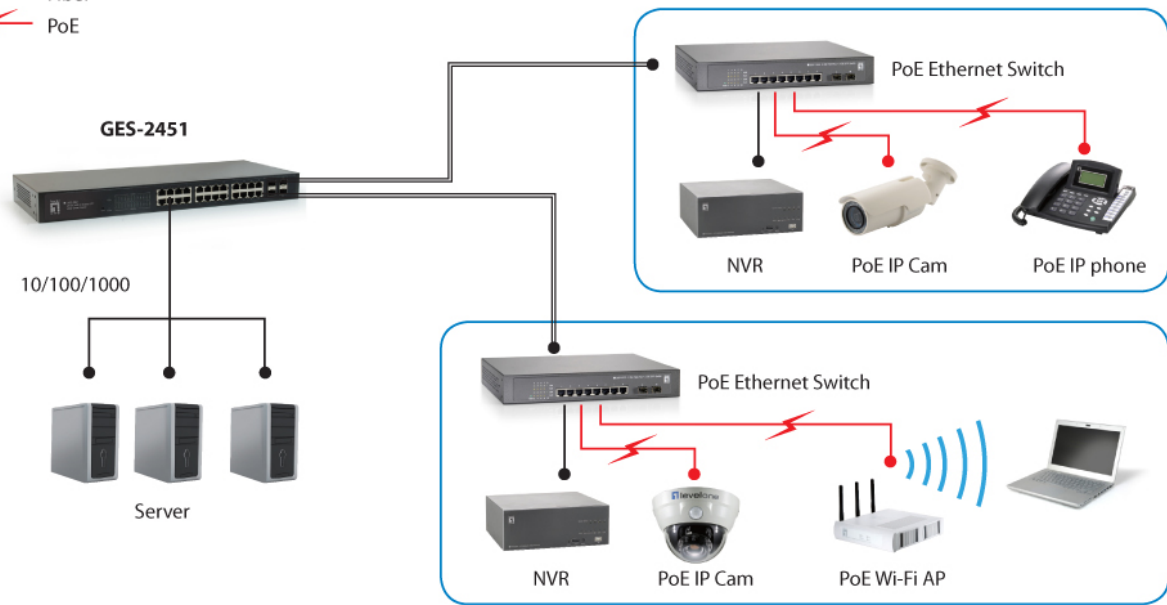 PoE
PoE Ethernet Switch
GES-2451
NVR
PoE IP Cam
PoE IP phone
10/100/1000
PoE Ethernet Switch
Server
levelone
NVR
PoE IP Cam
PoE Wi-Fi AP